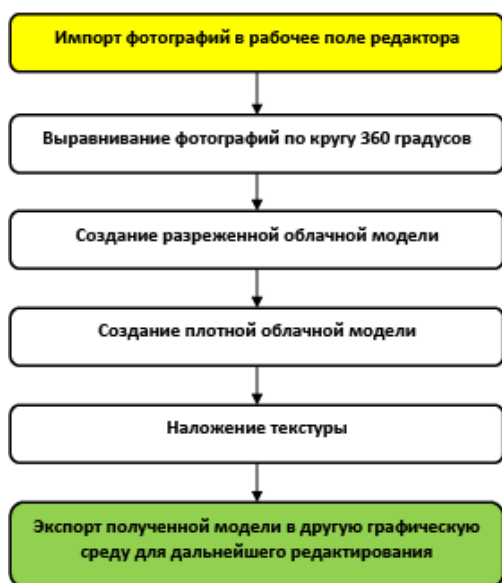 Импорт фотографий в рабочее поле редактора
Выравнивание фотографий по кругу 360 градусов
Создание разреженной облачной модели
Создание плотной облачной модели
Наложение текстуры
Экспорт полученной модели в другую графическую
среду для дальнейшего редактирования